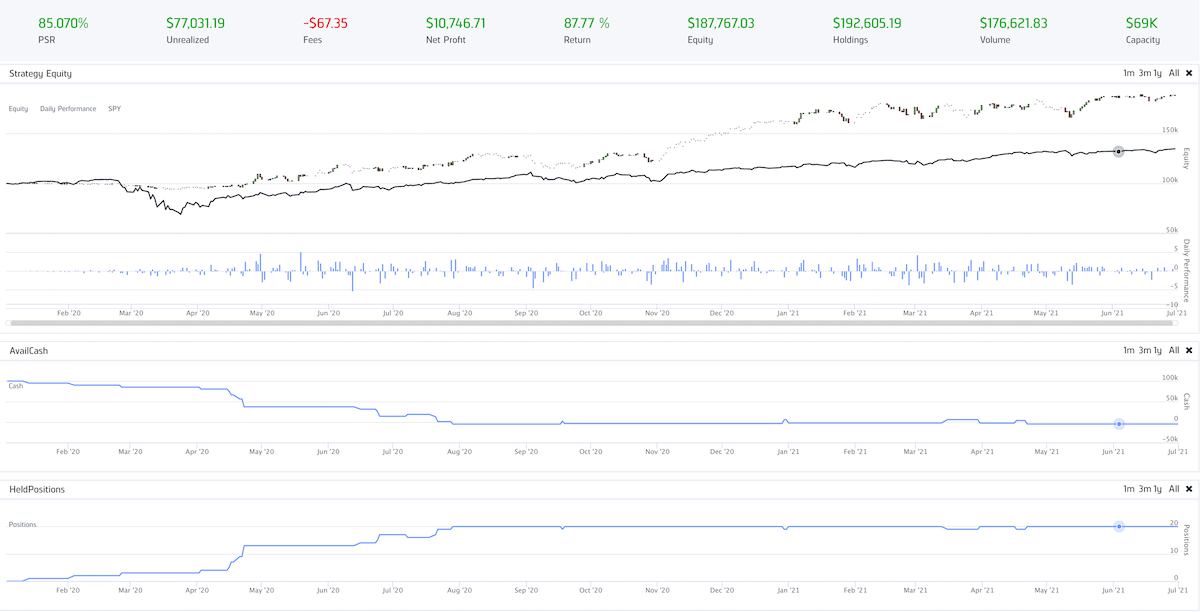 85.070% $77,031.19 -$67.35 $10,746.71 87.77 % $187,767.03 $192,605.19 $176,621.83 $69K
PSR Unrealized Fees Net Profit Return Equity Holdings Volume Capacity
Strategy Equity 1m 3m 1y All ✖
Equity Daily Performance SPY
150k
Equity
100k
50k
Daily Performance
5
0
-5
-10
Feb '20 Mar '20 Apr '20 May '20 Jun '20 Jul '20 Aug '20 Sep '20 Oct '20 Nov '20 Dec '20 Jan '21 Feb '21 Mar '21 Apr '21 May '21 Jun '21 Jul '21
AvailCash 1m 3m 1y All ✖
Cash
100k
50k
Cash
0
-50k
Feb '20 Mar '20 Apr '20 May '20 Jun '20 Jul '20 Aug '20 Sep '20 Oct '20 Nov '20 Dec '20 Jan '21 Feb '21 Mar '21 Apr '21 May '21 Jun '21 Jul '21
HeldPositions 1m 3m 1y All ✖
Positions
20
Positions
10
0
Feb '20 Mar '20 Apr '20 May '20 Jun '20 Jul '20 Aug '20 Sep '20 Oct '20 Nov '20 Dec '20 Jan '21 Feb '21 Mar '21 Apr '21 May '21 Jun '21 Jul '21